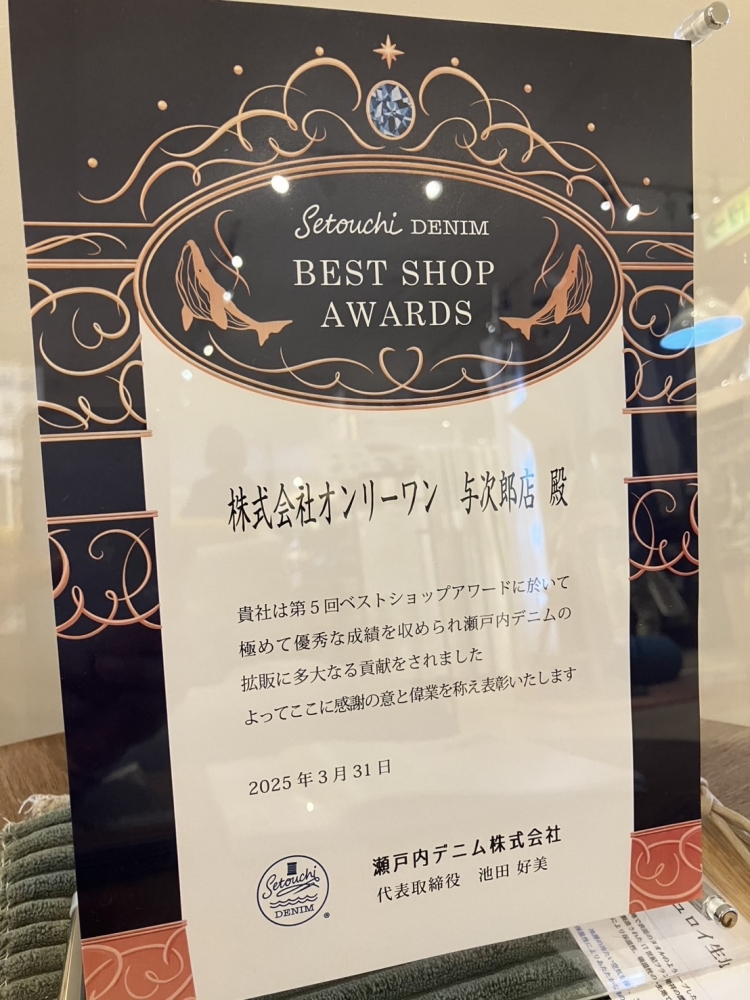 Setouchi DENIM
BEST SHOP
AWARDS
株式会社オンリーワン 与次郎店 殿
貴社は第5回ベストショップアワードに於いて
極めて優秀な成績を収められ瀬戸内デニムの
拡販に多大なる貢献をされました
よってここに感謝の意と偉業を称え表彰いたします
2025年3月31日
瀬戸内デニム株式会社
代表取締役 池田 好美
Setouchi
DENIM
®
ュロイ生